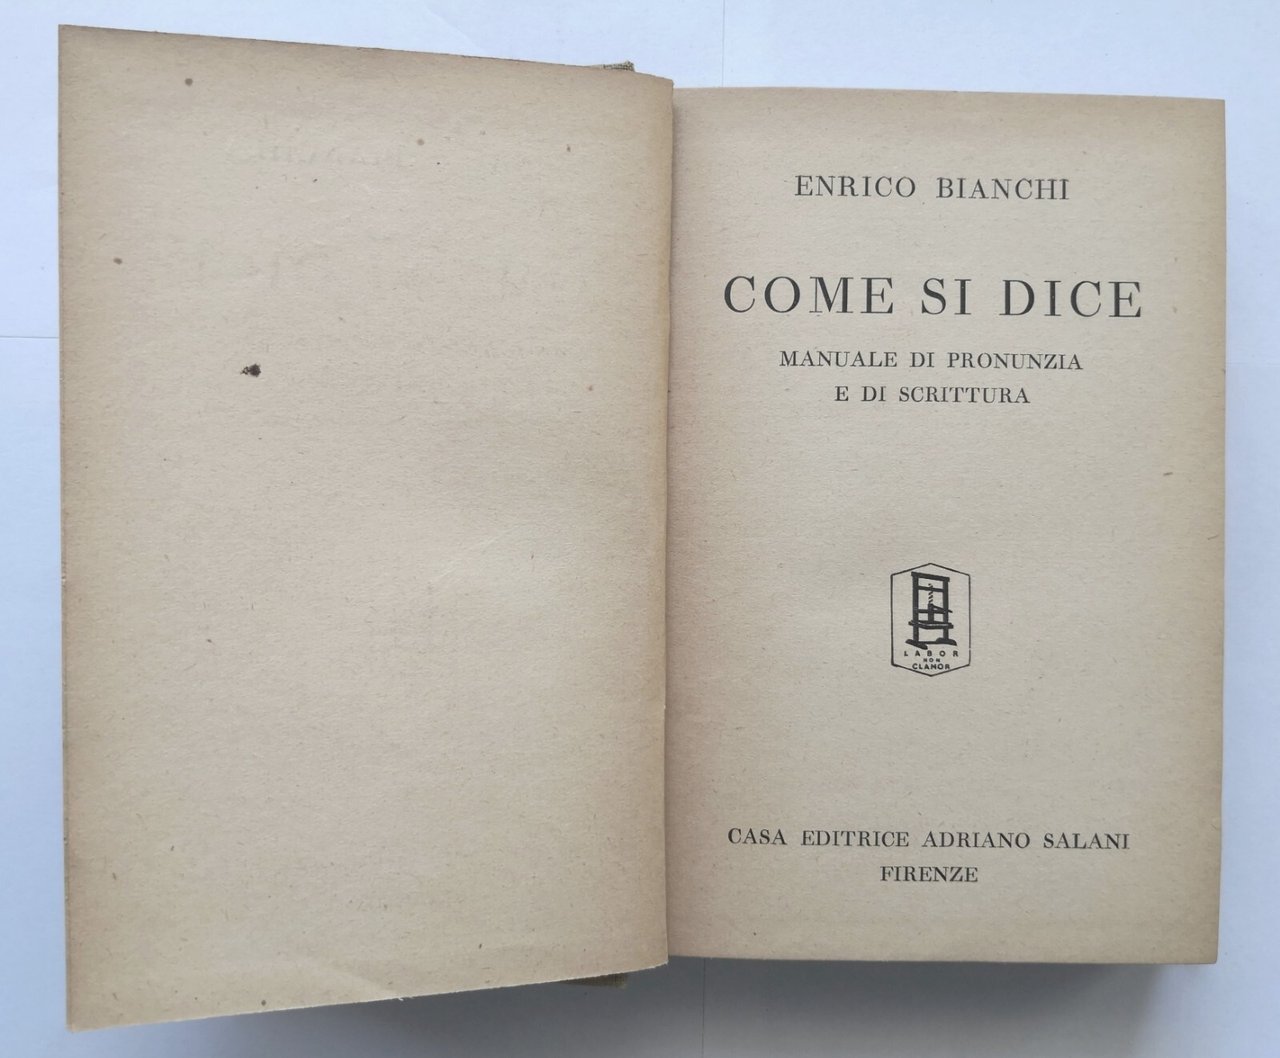 ENRICO BIANCHI
COME SI DICE
MANUALE DI PRONUNZIA
E DI SCRITTURA
LABOR
NON
CLAMOR
CASA EDITRICE ADRIANO SALANI
FIRENZE